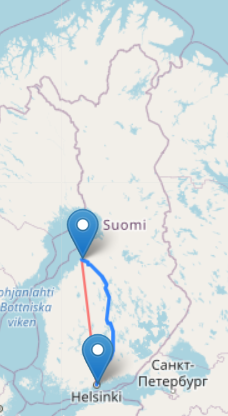 Suomi
ohjanlahti
Bottniska
viken
Санкт-
Петербург
Helsinki